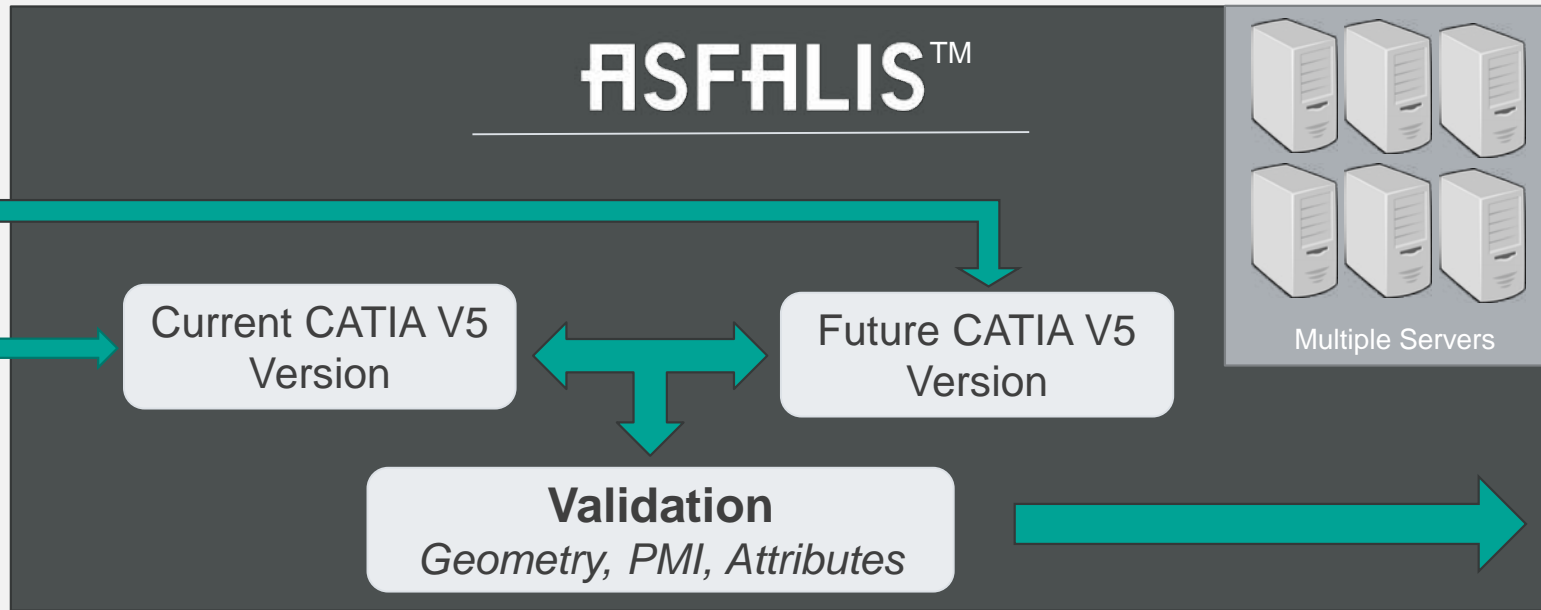 ASFALIS™
Current CATIA V5
Version
Future CATIA V5
Version
Multiple Servers
Validation
Geometry, PMI, Attributes